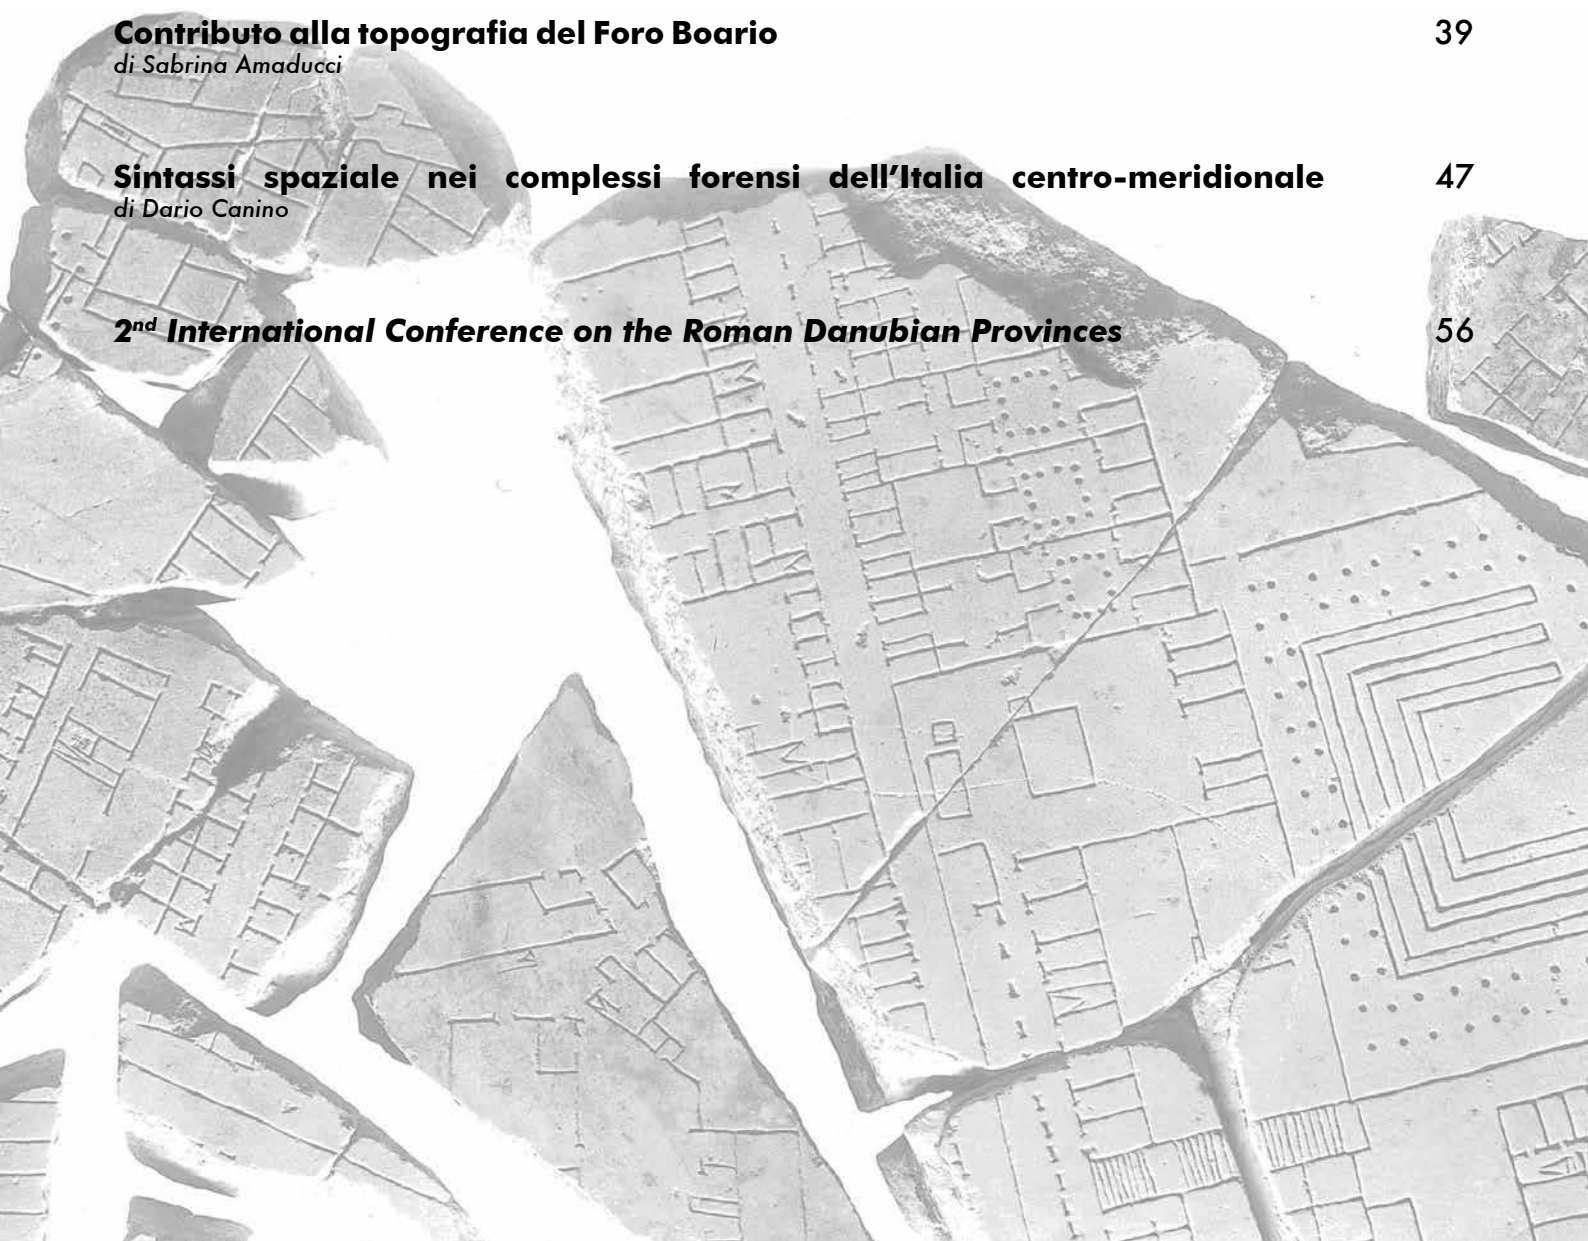 Contributo alla topografia del Foro Boario 39
di Sabrina Amaducci
Sintassi spaziale nei complessi forensi dell’Italia centro-meridionale 47
di Dario Canino
2nd International Conference on the Roman Danubian Provinces 56